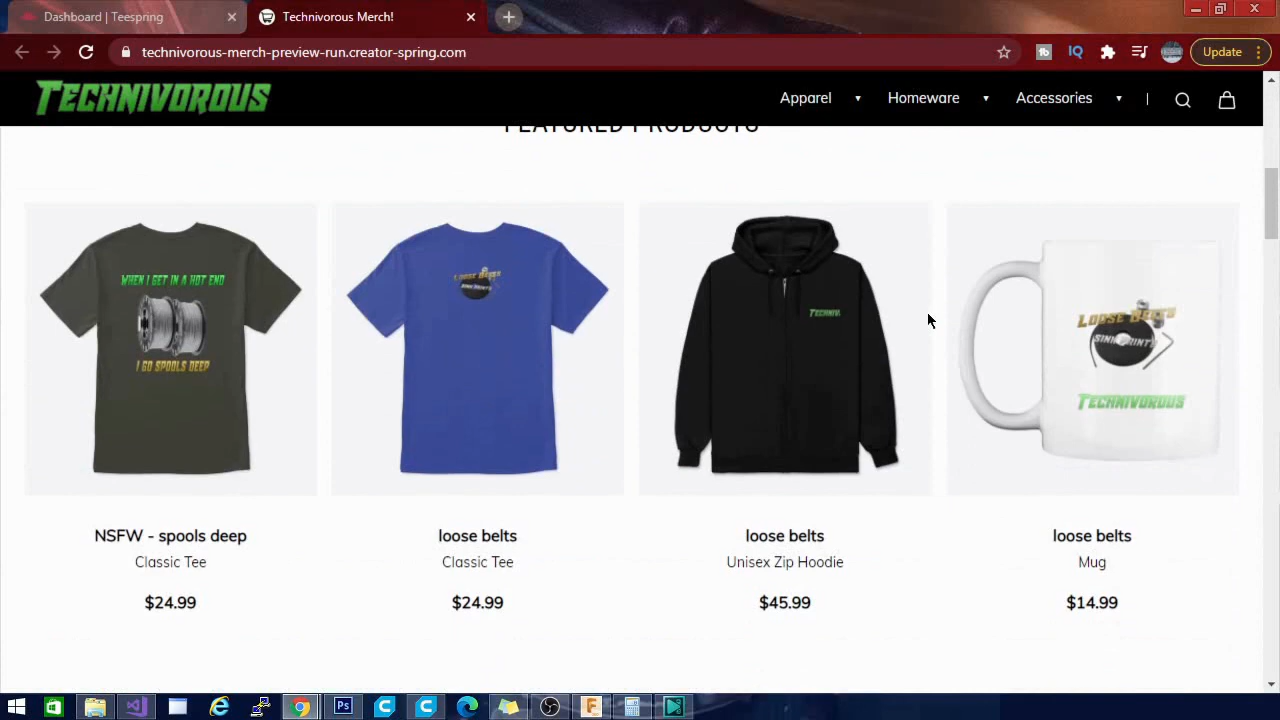 Dashboard | Teespring
Technivorous Merch!
technivorous-merch-preview-run.creator-spring.com
Update
TECHNIVOROUS
Apparel
Homeware
Accessories
FEATURED PRODUCTS
WHEN I GET IN A HOT END
I GO SPOOLS DEEP
LOOSE BELTS
SINK PRINTS
TECHNIV
LOOSE BELTS
TECHNIVOROUS
NSFW - spools deep
loose belts
loose belts
loose belts
Classic Tee
Classic Tee
Unisex Zip Hoodie
Mug
$24.99
$24.99
$45.99
$14.99